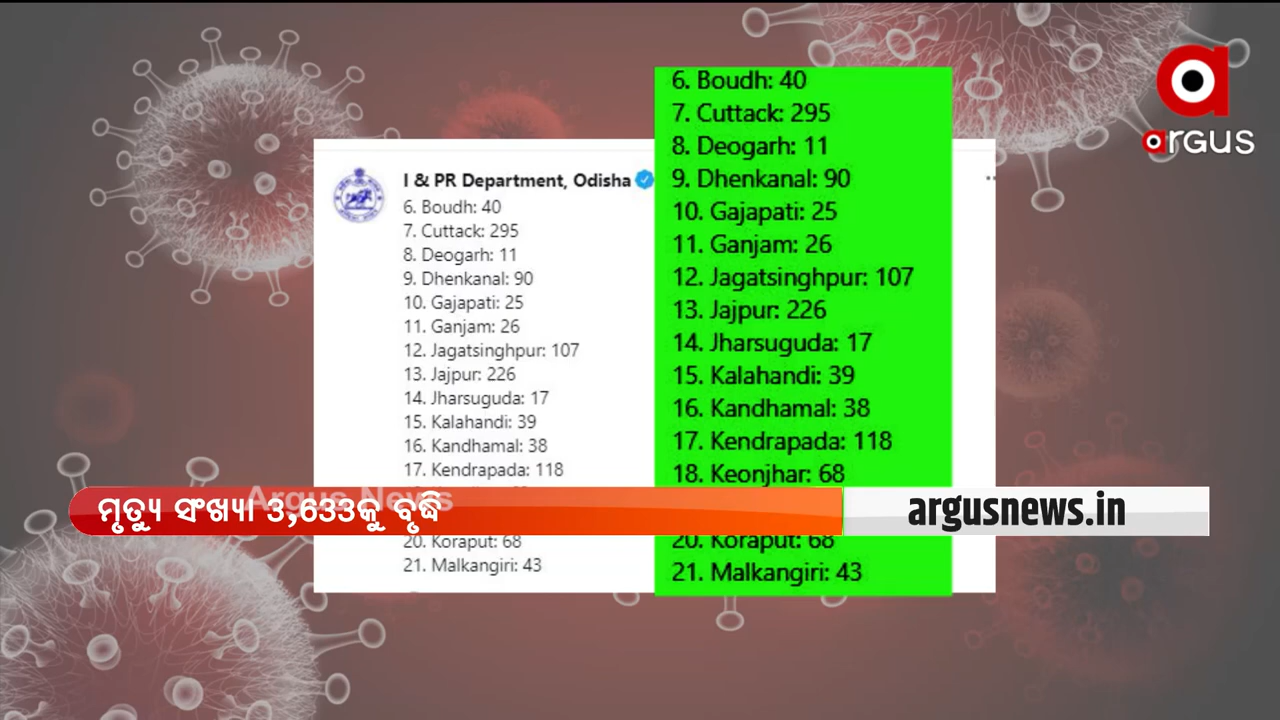 I & PR Department, Odisha
6. Boudh: 40
7. Cuttack: 295
8. Deogarh: 11
9. Dhenkanal: 90
10. Gajapati: 25
11. Ganjam: 26
12. Jagatsinghpur: 107
13. Jajpur: 226
14. Jharsuguda: 17
15. Kalahandi: 39
16. Kandhamal: 38
17. Kendrapada: 118
20. Koraput: 68
21. Malkangiri: 43
6. Boudh: 40
7. Cuttack: 295
8. Deogarh: 11
9. Dhenkanal: 90
10. Gajapati: 25
11. Ganjam: 26
12. Jagatsinghpur: 107
13. Jajpur: 226
14. Jharsuguda: 17
15. Kalahandi: 39
16. Kandhamal: 38
17. Kendrapada: 118
18. Keonjhar: 68
20. Koraput: 68
21. Malkangiri: 43
argus
Argus News
ମୃତ୍ୟୁ ସଂଖ୍ୟା ୩,୬୩୩କୁ ବୃଦ୍ଧି
argusnews.in